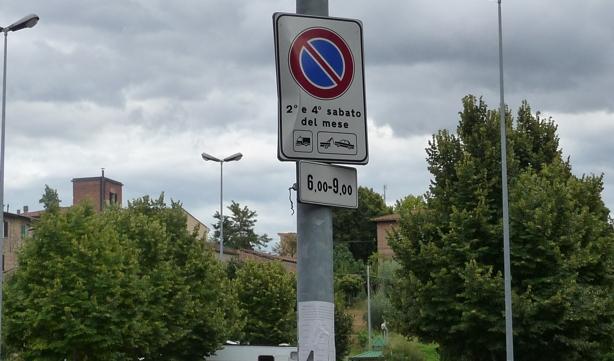 2° e 4° sabato
del mese
6,00-9,00